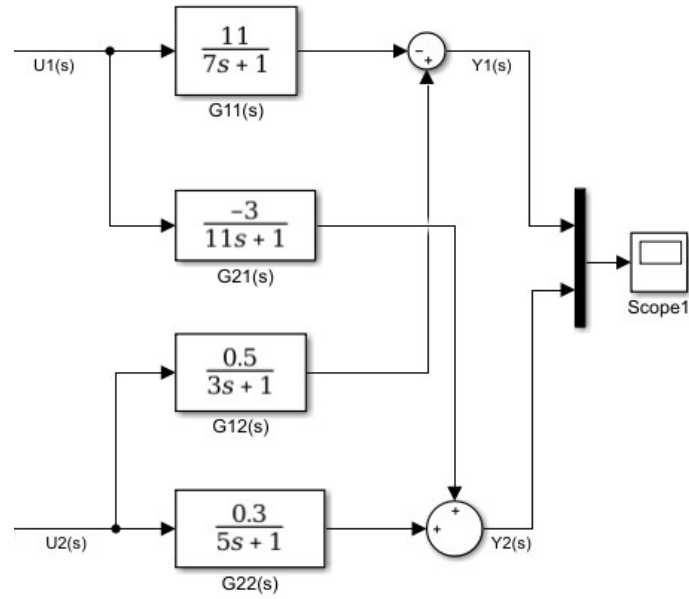 11
7s + 1
G11(s)
U1(s)
−
+
Y1(s)
−3
11s + 1
G21(s)
Scope1
0.5
3s + 1
G12(s)
0.3
5s + 1
G22(s)
U2(s)
+
+
Y2(s)